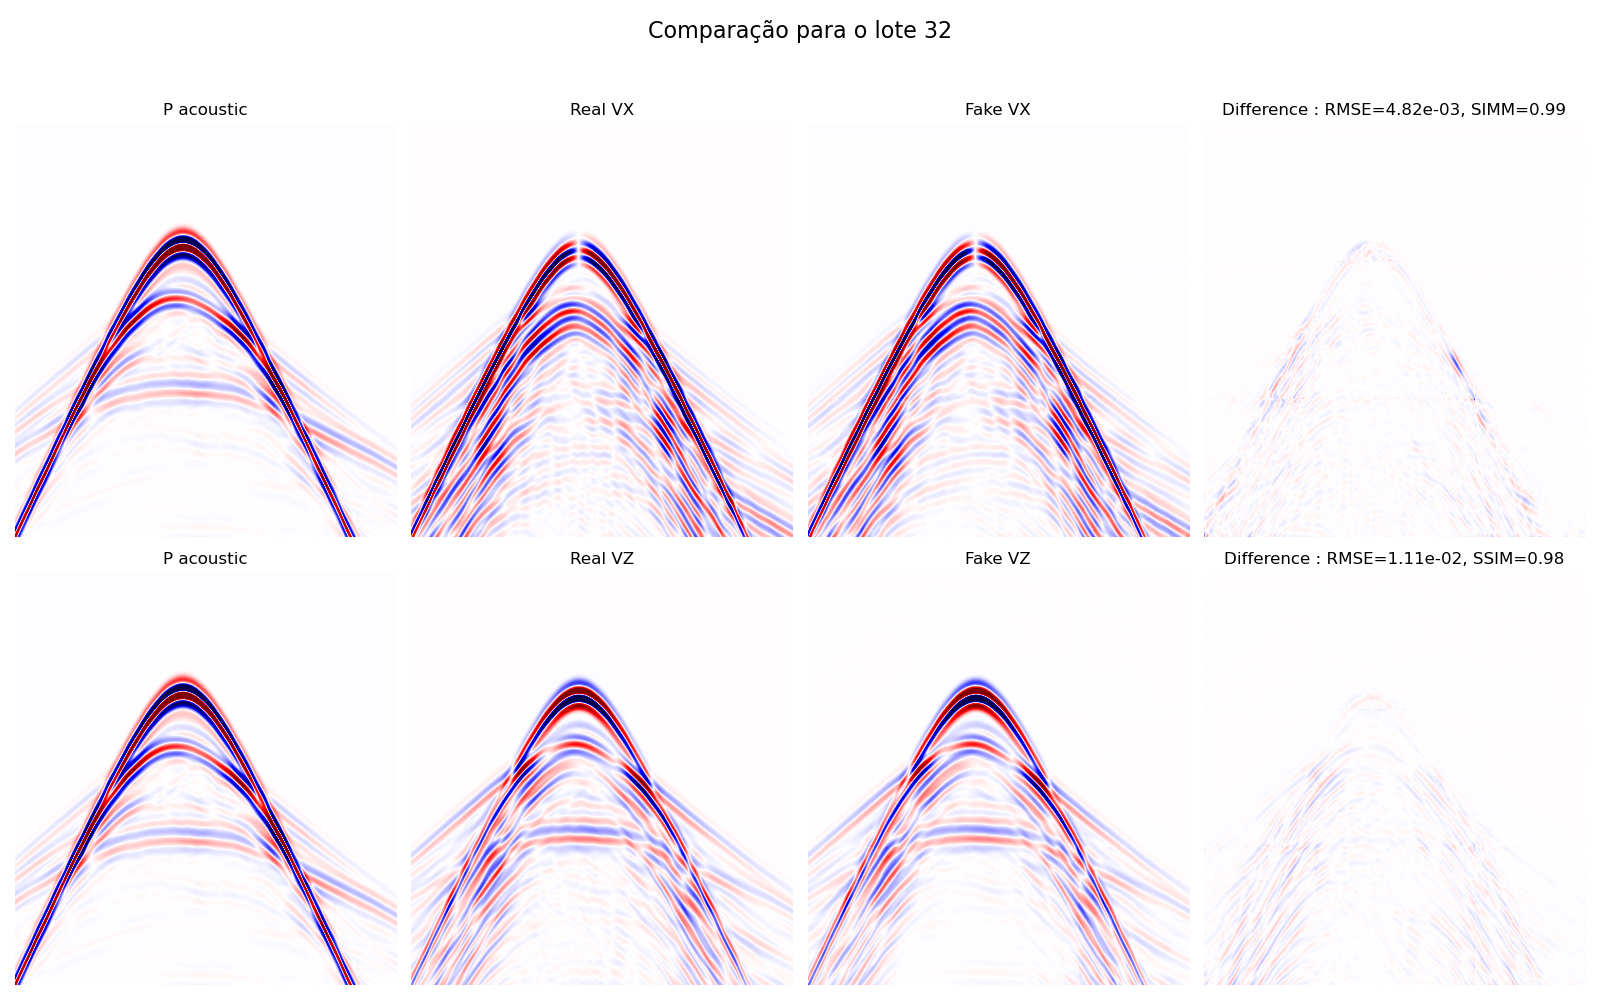 Comparação para o lote 32
P acoustic
Real VX
Fake VX
Difference : RMSE=4.82e-03, SIMM=0.99
P acoustic
Real VZ
Fake VZ
Difference : RMSE=1.11e-02, SSIM=0.98